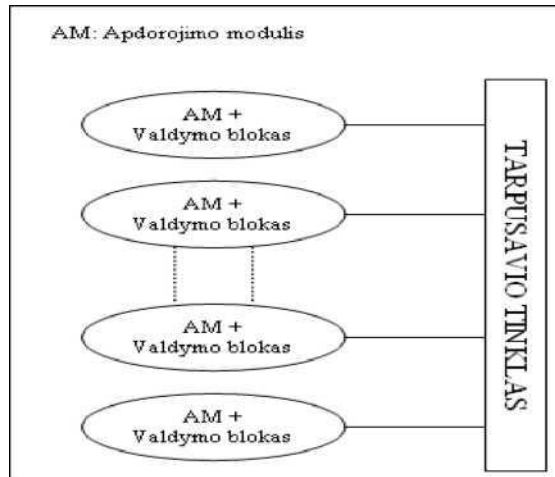 AM: Apdorojimo modulis
AM +
Valdymo blokas
AM +
Valdymo blokas
AM +
Valdymo blokas
AM +
Valdymo blokas
TARPUSAVIO TINKLAS